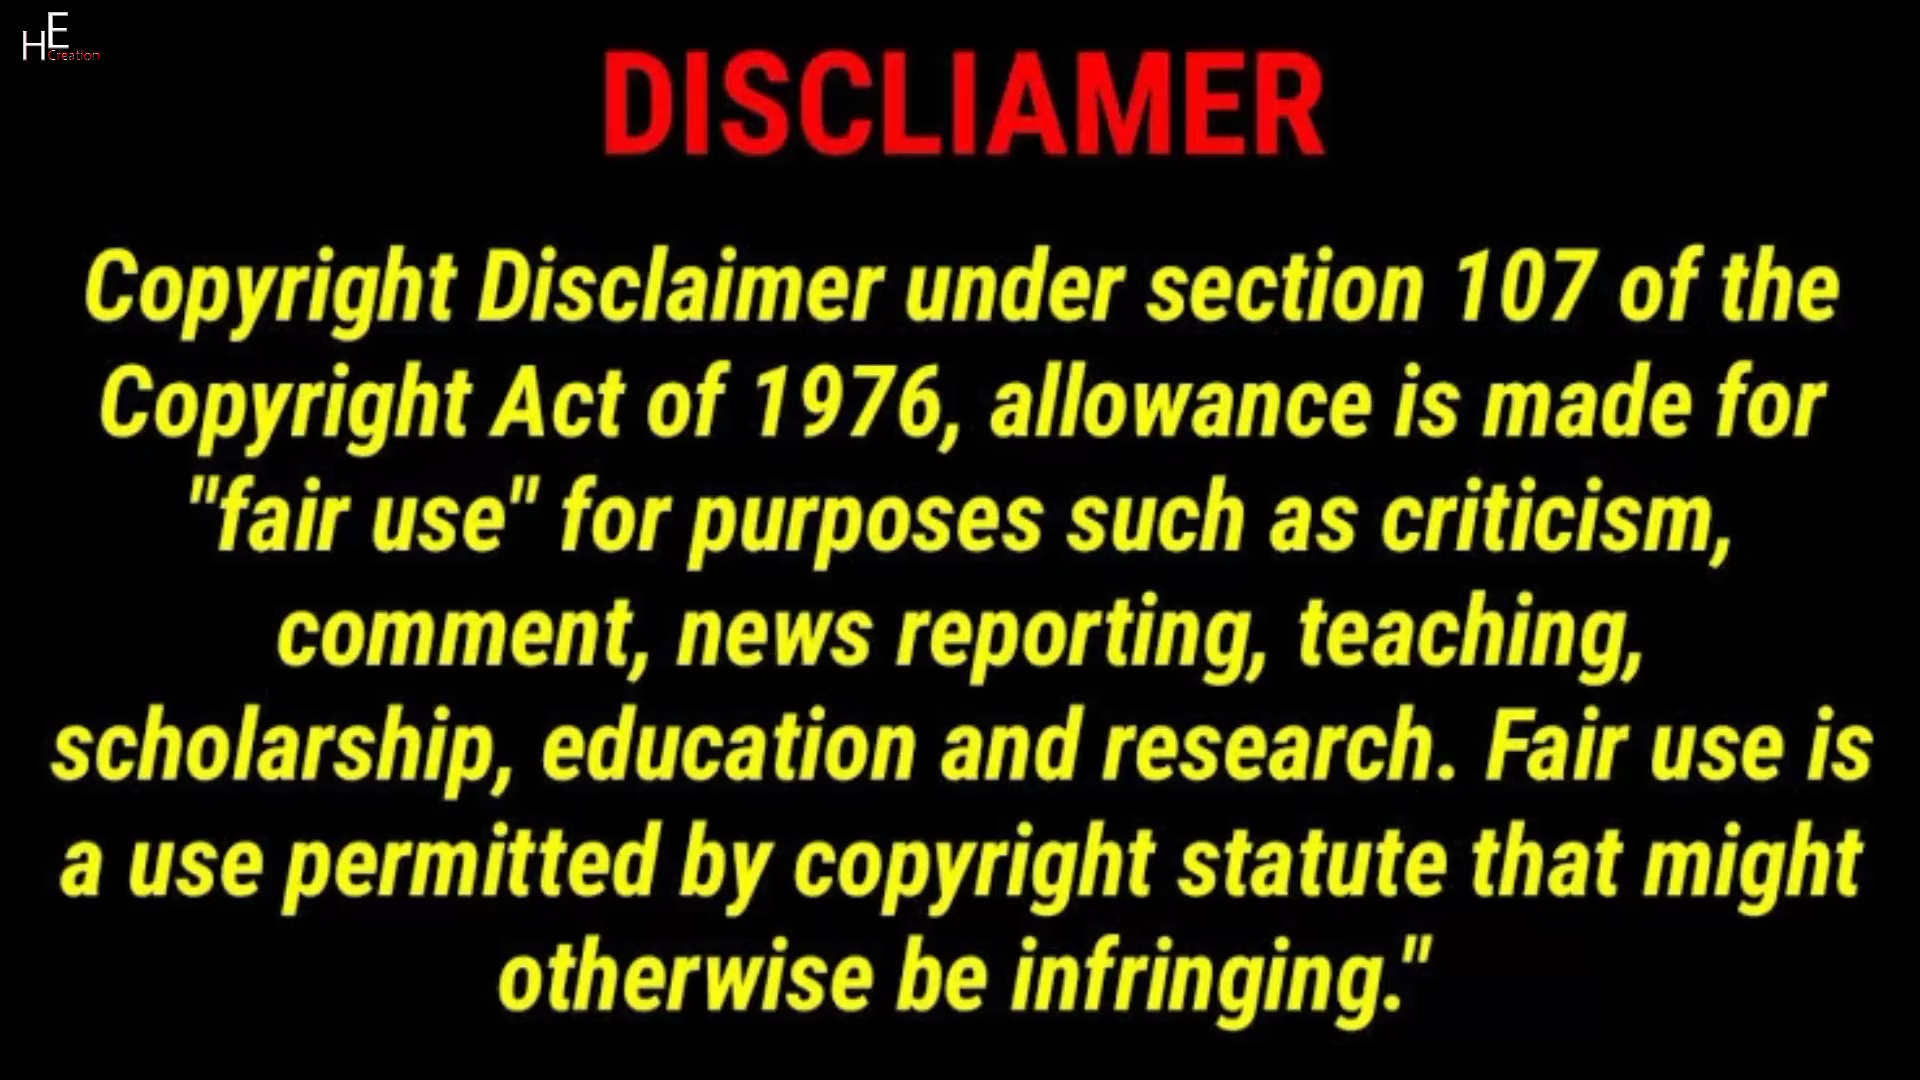 HE
Creation
DISCLIAMER
Copyright Disclaimer under section 107 of the
Copyright Act of 1976, allowance is made for
"fair use" for purposes such as criticism,
comment, news reporting, teaching,
scholarship, education and research. Fair use is
a use permitted by copyright statute that might
otherwise be infringing."